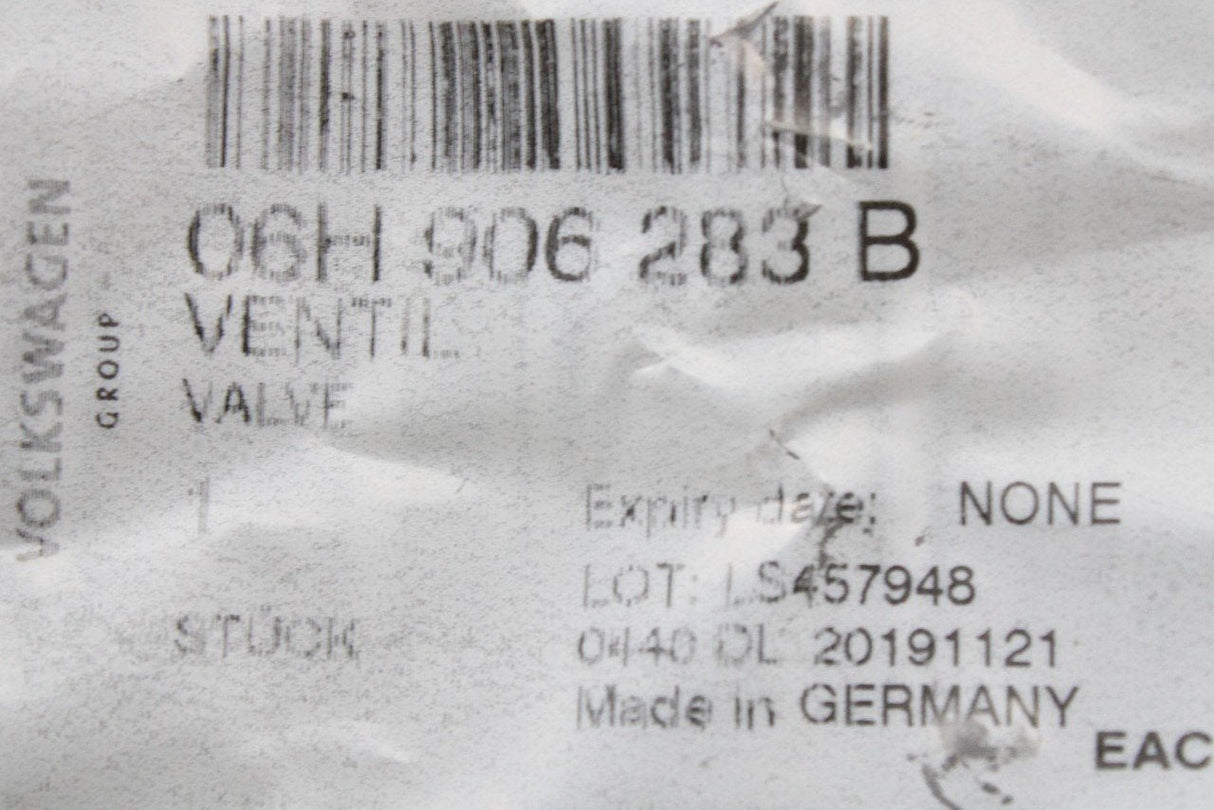 VOLKSWAGEN
GROUP
06H 906 283 B
VENTIL
VALVE
1
STÜCK
Expiry date: NONE
LOT: LS457948
0440 DL 20191121
Made in GERMANY
EAC